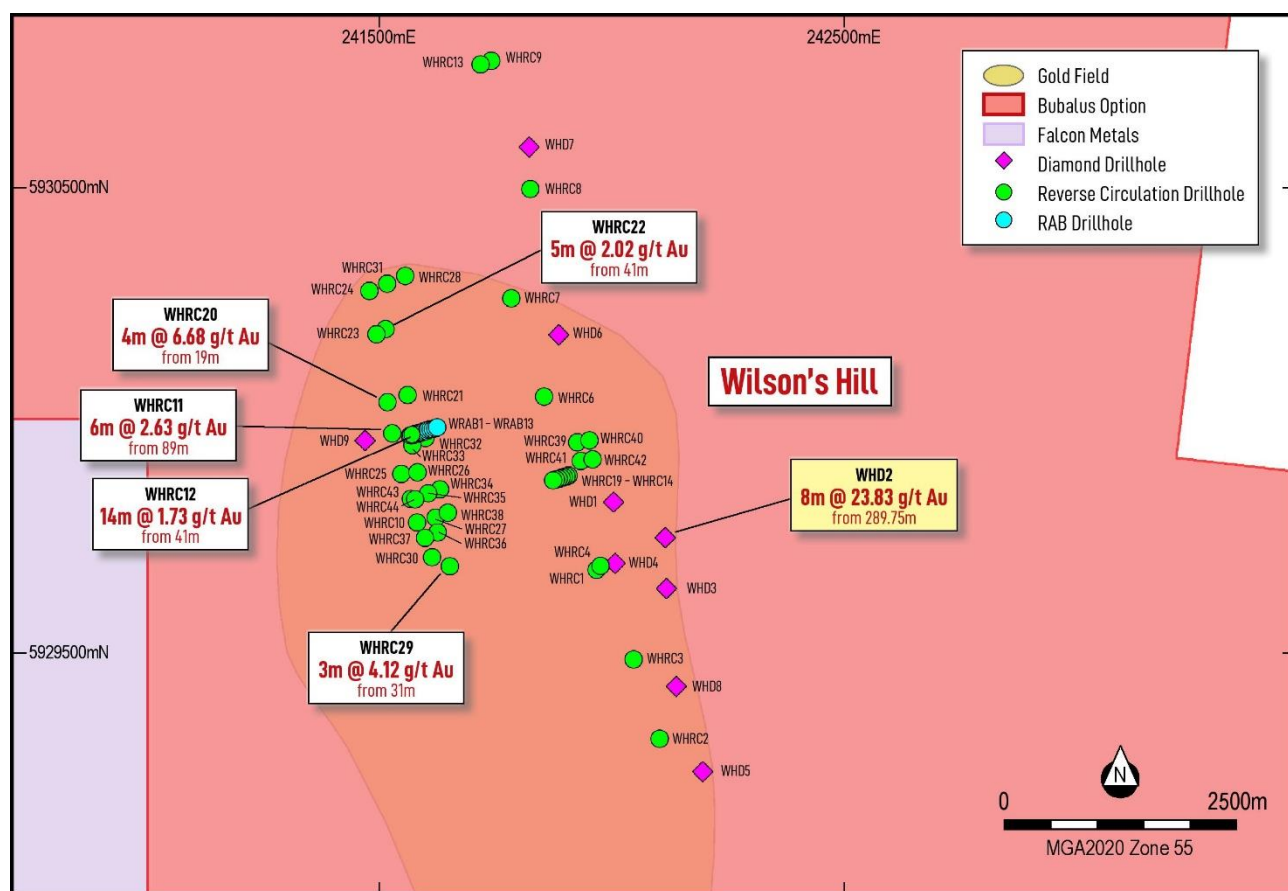 241500mE
242500mE
WHRC13
WHRC9
Gold Field
Bubalus Option
Falcon Metals
Diamond Drillhole
Reverse Circulation Drillhole
RAB Drillhole
WHD7
5930500mN
WHRC8
WHRC22
5m @ 2.02 g/t Au
from 41m
WHRC31
WHRC28
WHRC24
WHRC7
WHRC20
4m @ 6.68 g/t Au
from 19m
WHRC23
WHD6
Wilson's Hill
WHRC21
WHRC6
WHRC11
6m @ 2.63 g/t Au
from 89m
WRAB1 - WRAB13
WHD9
WHRC32
WHRC33
WHRC39
WHRC40
WHRC41
WHRC42
WHRC25
WHRC26
WHRC19 - WHRC14
WHRC34
WHRC43
WHRC35
WHRC44
WHD1
WHRC12
14m @ 1.73 g/t Au
from 41m
WHD2
8m @ 23.83 g/t Au
from 289.75m
WHRC38
WHRC10
WHRC27
WHRC37
WHRC36
WHRC30
WHRC4
WHD4
WHRC1
WHD3
WHRC29
3m @ 4.12 g/t Au
from 31m
5929500mN
WHRC3
WHD8
WHRC2
WHD5
N
0
2500m
MGA2020 Zone 55